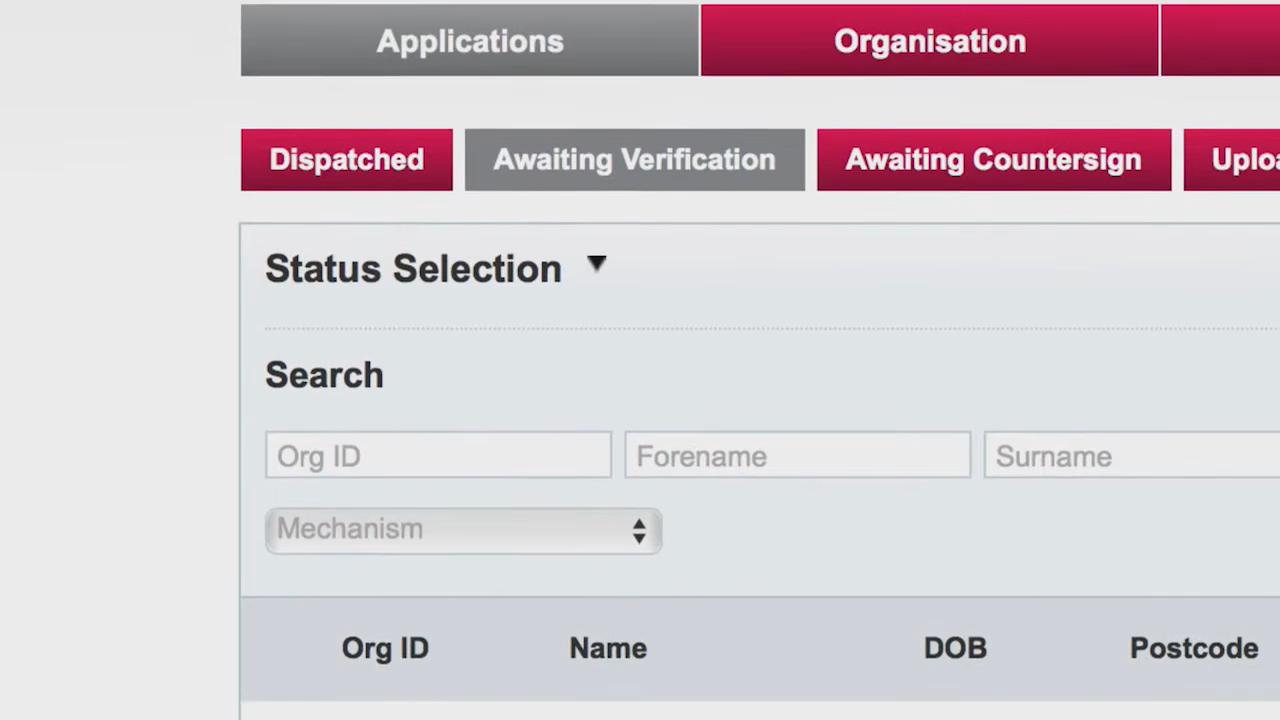 Applications Organisation
Dispatched Awaiting Verification Awaiting Countersign
Status Selection
Search
Org ID Forename Surname
Mechanism
Org ID Name DOB Postcode